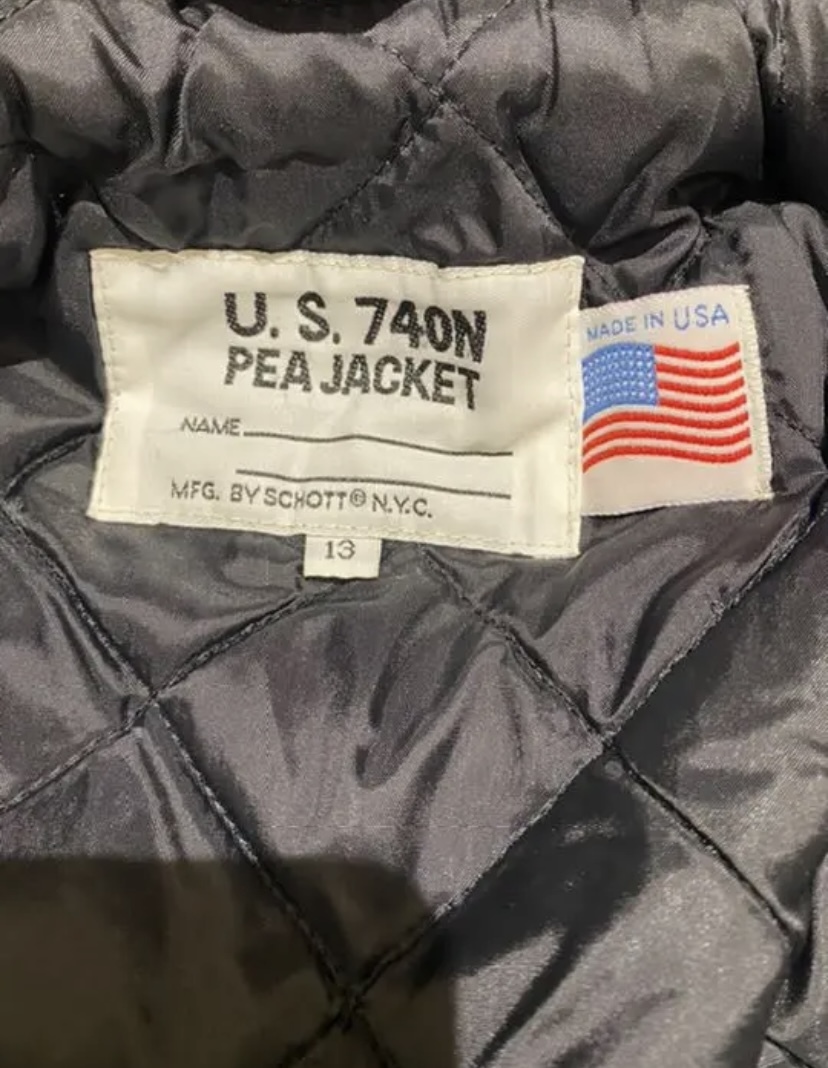 U. S. 740N
PEA JACKET
NAME
MFG. BY SCHOTT® N.Y.C.
13
MADE IN USA